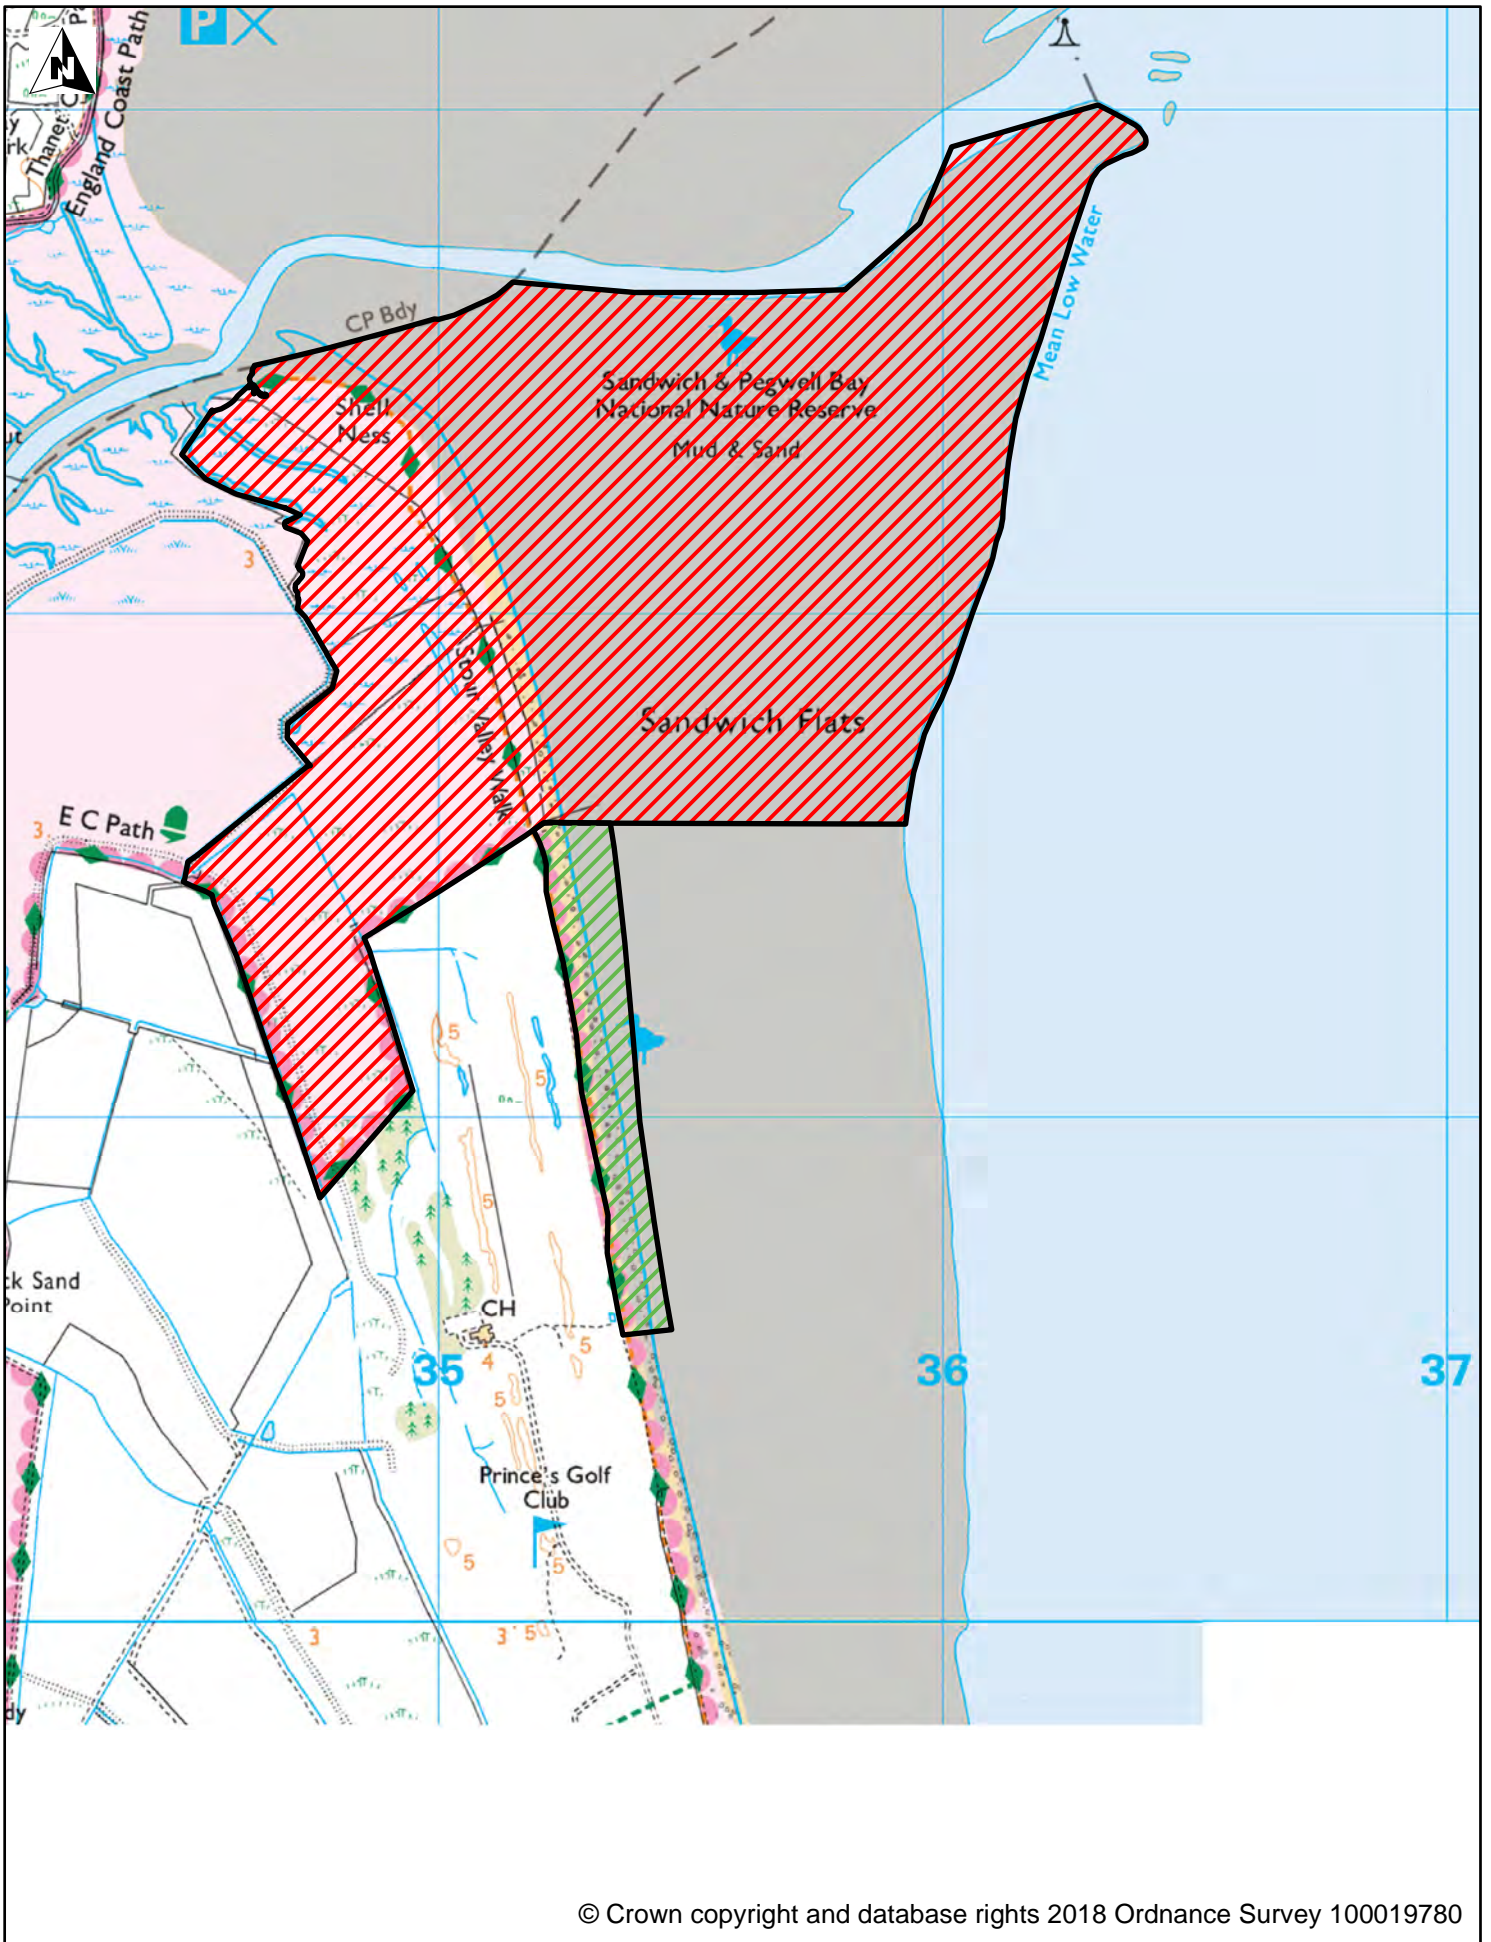 P
N
England Coast Path
Thanet
CP Bdy
Shell
Ness
Sandwich & Pegwell Bay
National Nature Reserve
Mud & Sand
Mean Low Water
3
Stour Valley Walk
Sandwich Flats
E C Path
3
5
5
5
CH
4
5
5
35
36
37
Prince's Golf
Club
5
5
3
3
5
© Crown copyright and database rights 2018 Ordnance Survey 100019780